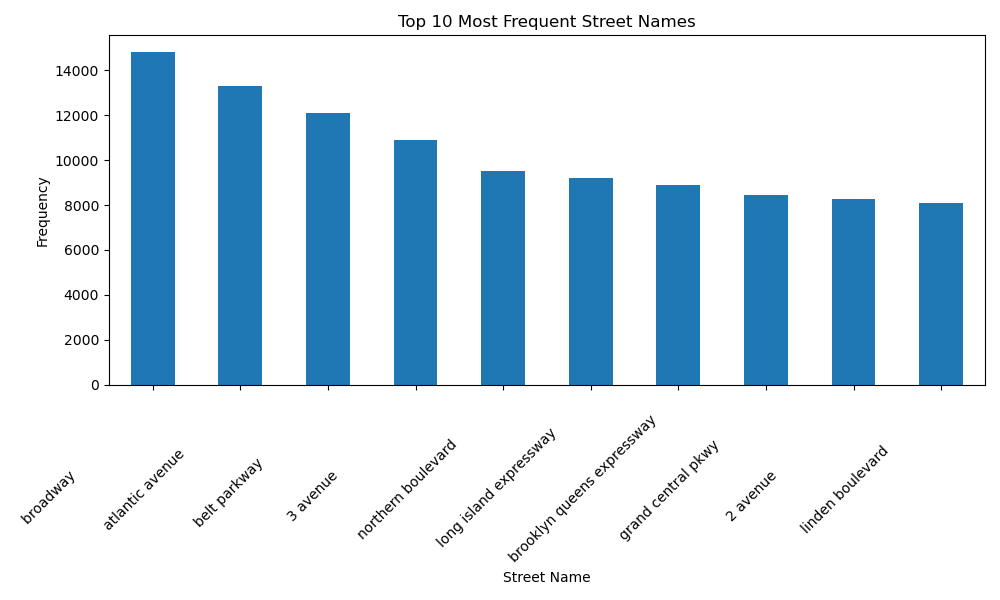 Top 10 Most Frequent Street Names
14000
12000
10000
8000
6000
4000
2000
0
Frequency
broadway
atlantic avenue
belt parkway
3 avenue
northern boulevard
long island expressway
brooklyn queens expressway
grand central pkwy
2 avenue
linden boulevard
Street Name